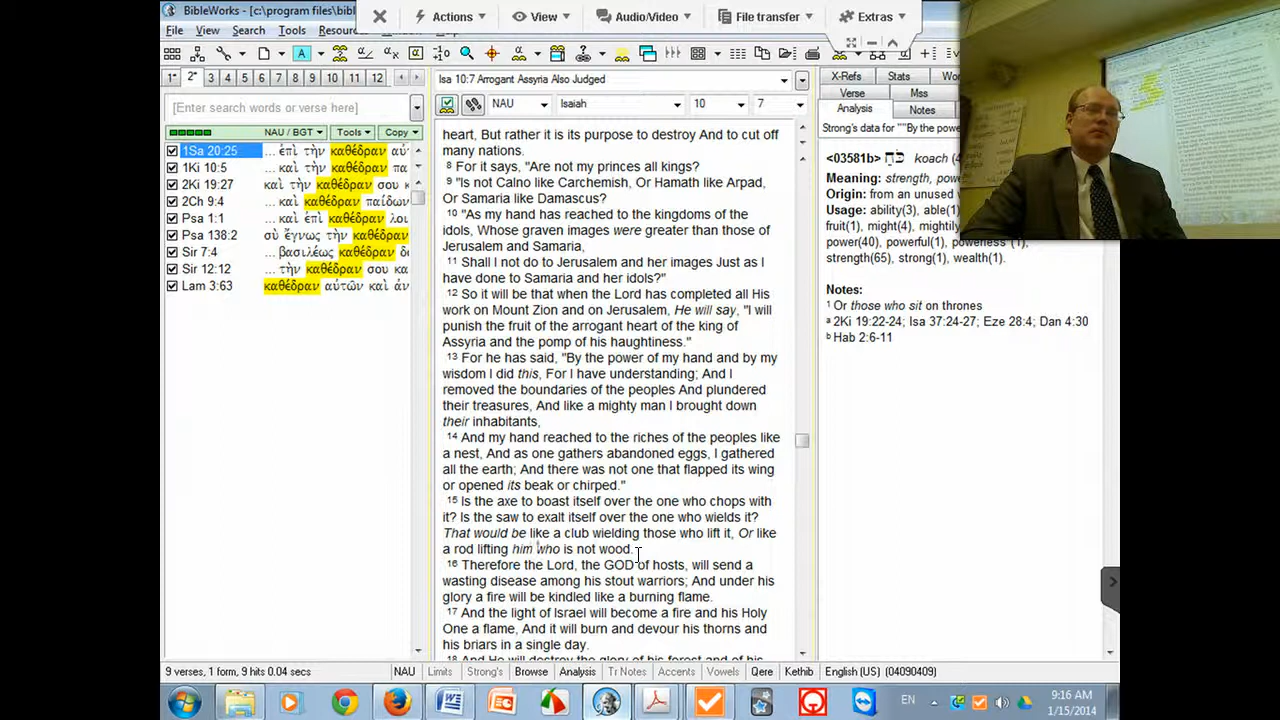 BibleWorks - [c:\program files\bibl
Actions
View
Audio/Video
File transfer
Extras
File View Search Tools Resources
1* 2* 3 4 5 6 7 8 9 10 11 12
[Enter search words or verse here]
NAU / BGT Tools Copy
1Sa 20:25 ... ἐπὶ τὴν καθέδραν αὐ
1Ki 10:5 ... καὶ τὴν καθέδραν πα
2Ki 19:27 καὶ τὴν καθέδραν σου κ
2Ch 9:4 ... καὶ καθέδραν παίδων
Psa 1:1 ... καὶ ἐπὶ καθέδραν λοι
Psa 138:2 σὺ ἔγνως τὴν καθέδραν
Sir 7:4 ... βασιλέως καθέδραν δό
Sir 12:12 ... τὴν καθέδραν σου κα
Lam 3:63 καθέδραν αὐτῶν καὶ ἀν
Isa 10:7 Arrogant Assyria Also Judged
NAU Isaiah 10 7
heart, But rather it is its purpose to destroy And to cut off
many nations.
8 For it says, "Are not my princes all kings?
9 "Is not Calno like Carchemish, Or Hamath like Arpad,
Or Samaria like Damascus?
10 "As my hand has reached to the kingdoms of the
idols, Whose graven images were greater than those of
Jerusalem and Samaria,
11 Shall I not do to Jerusalem and her images Just as I
have done to Samaria and her idols?"
12 So it will be that when the Lord has completed all His
work on Mount Zion and on Jerusalem, He will say, "I will
punish the fruit of the arrogant heart of the king of
Assyria and the pomp of his haughtiness."
13 For he has said, "By the power of my hand and by my
wisdom I did this, For I have understanding; And I
removed the boundaries of the peoples And plundered
their treasures, And like a mighty man I brought down
their inhabitants,
14 And my hand reached to the riches of the peoples like
a nest, And as one gathers abandoned eggs, I gathered
all the earth; And there was not one that flapped its wing
or opened its beak or chirped."
15 Is the axe to boast itself over the one who chops with
it? Is the saw to exalt itself over the one who wields it?
That would be like a club wielding those who lift it, Or like
a rod lifting him who is not wood.
16 Therefore the Lord, the GOD of hosts, will send a
wasting disease among his stout warriors; And under his
glory a fire will be kindled like a burning flame.
17 And the light of Israel will become a fire and his Holy
One a flame, And it will burn and devour his thorns and
his briars in a single day.
18 And He will destroy the glory of his forest and of his
X-Refs Stats Wo
Verse Mss
Analysis Notes
Strong's data for ""By the powe
<03581b> כֹּחַ koach (4
Meaning: strength, pow
Origin: from an unused v
Usage: ability(3), able(1)
fruit(1), might(4), mightily
power(40), powerful(1), powerless*(1),
strength(65), strong(1), wealth(1).
Notes:
1 Or those who sit on thrones
a 2Ki 19:22-24; Isa 37:24-27; Eze 28:4; Dan 4:30
b Hab 2:6-11
9 verses, 1 form, 9 hits 0.04 secs
NAU Limits Strong's Browse Analysis Tr Notes Accents Vowels Qere Kethib English (US) (04090409)
EN
9:16 AM
1/15/2014